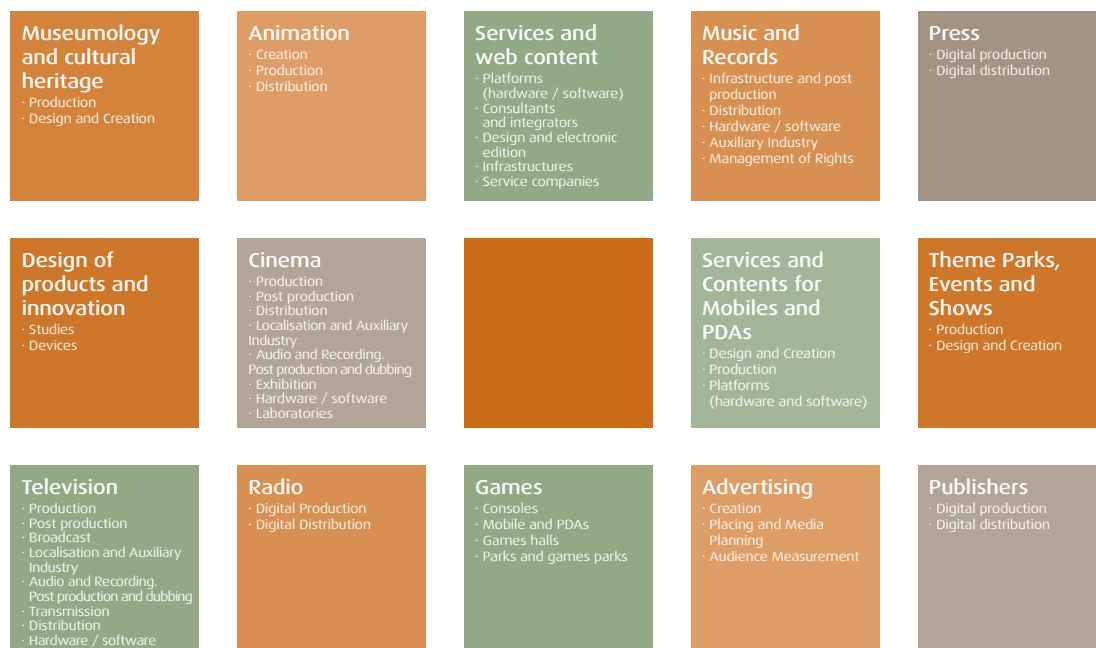 Museumology
and cultural
heritage
· Production
· Design and Creation
Animation
· Creation
· Production
· Distribution
Services and
web content
· Platforms
(hardware / software)
· Consultants
and integrators
· Design and electronic
edition
· Infrastructures
· Service companies
Music and
Records
· Infrastructure and post
production
· Distribution
· Hardware / software
· Auxiliary Industry
· Management of Rights
Press
· Digital production
· Digital distribution
Design of
products and
innovation
· Studies
· Devices
Cinema
· Production
· Post production
· Distribution
· Localisation and Auxiliary
Industry
· Audio and Recording.
Post production and dubbing
· Exhibition
· Hardware / software
· Laboratories
Services and
Contents for
Mobiles and
PDAs
· Design and Creation
· Production
· Platforms
(hardware and software)
Theme Parks,
Events and
Shows
· Production
· Design and Creation
Television
· Production
· Post production
· Broadcast
· Localisation and Auxiliary
Industry
· Audio and Recording.
Post production and dubbing
· Transmission
· Distribution
· Hardware / software
Radio
· Digital Production
· Digital Distribution
Games
· Consoles
· Mobile and PDAs
· Games halls
· Parks and games parks
Advertising
· Creation
· Placing and Media
Planning
· Audience Measurement
Publishers
· Digital production
· Digital distribution